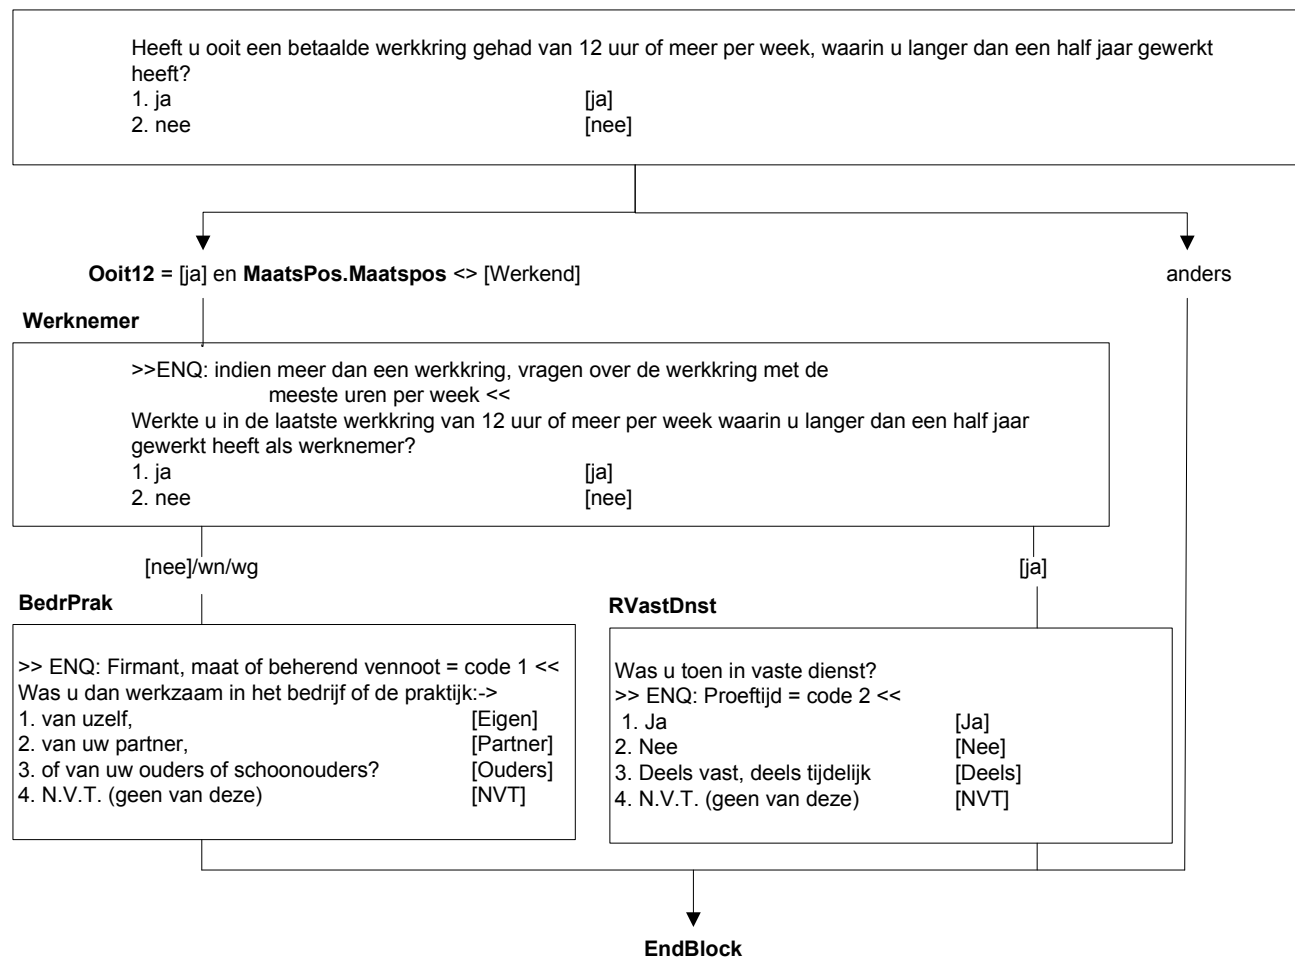 Heeft u ooit een betaalde werkkring gehad van 12 uur of meer per week, waarin u langer dan een half jaar gewerkt
heeft?
1. ja [ja]
2. nee [nee]
Ooit12 = [ja] en MaatsPos.Maatspos <> [Werkend]
anders
Werknemer
>>ENQ: indien meer dan een werkkring, vragen over de werkkring met de
meeste uren per week <<
Werkte u in de laatste werkkring van 12 uur of meer per week waarin u langer dan een half jaar
gewerkt heeft als werknemer?
1. ja [ja]
2. nee [nee]
[nee]/wn/wg
[ja]
BedrPrak
>> ENQ: Firmant, maat of beherend vennoot = code 1 <<
Was u dan werkzaam in het bedrijf of de praktijk:->
1. van uzelf, [Eigen]
2. van uw partner, [Partner]
3. of van uw ouders of schoonouders? [Ouders]
4. N.V.T. (geen van deze) [NVT]
RVastDnst
Was u toen in vaste dienst?
>> ENQ: Proeftijd = code 2 <<
1. Ja [Ja]
2. Nee [Nee]
3. Deels vast, deels tijdelijk [Deels]
4. N.V.T. (geen van deze) [NVT]
EndBlock